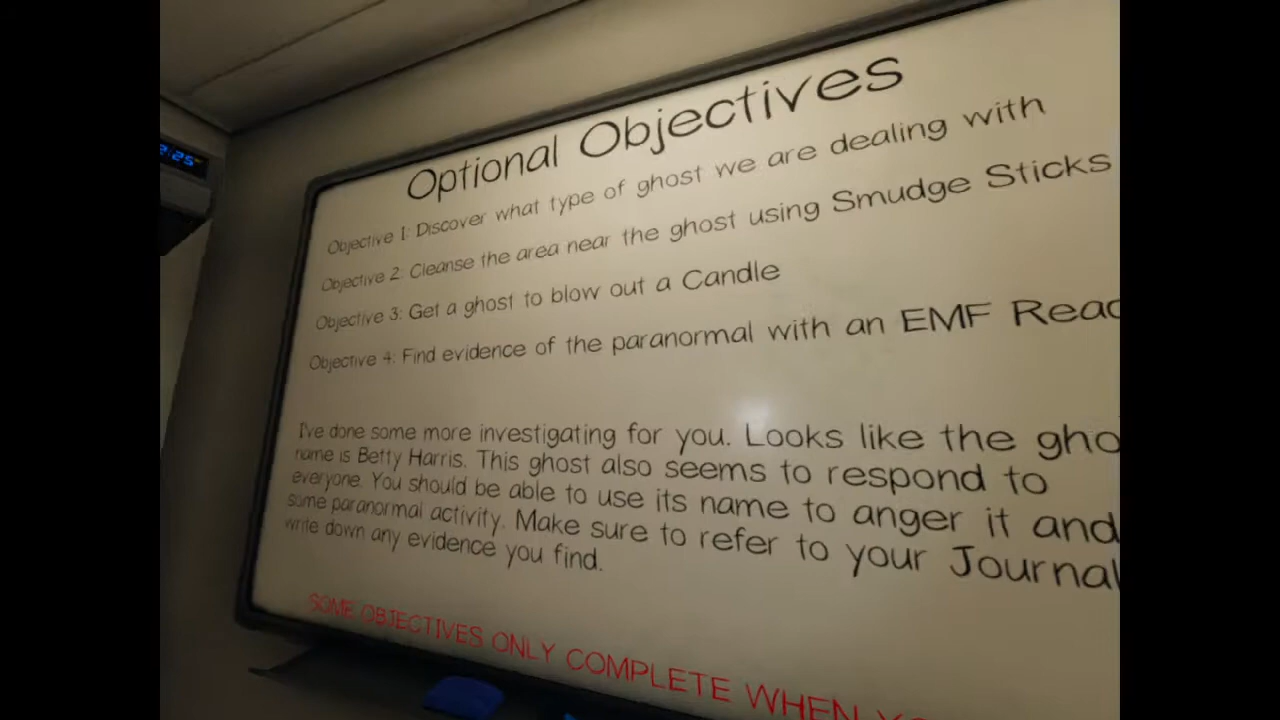 :25
Optional Objectives
Objective 1: Discover what type of ghost we are dealing with
Objective 2: Cleanse the area near the ghost using Smudge Sticks
Objective 3: Get a ghost to blow out a Candle
Objective 4: Find evidence of the paranormal with an EMF Read
I've done some more investigating for you. Looks like the gho
name is Betty Harris. This ghost also seems to respond to
everyone. You should be able to use its name to anger it and
some paranormal activity. Make sure to refer to your Journal
write down any evidence you find.
SOME OBJECTIVES ONLY COMPLETE WHEN